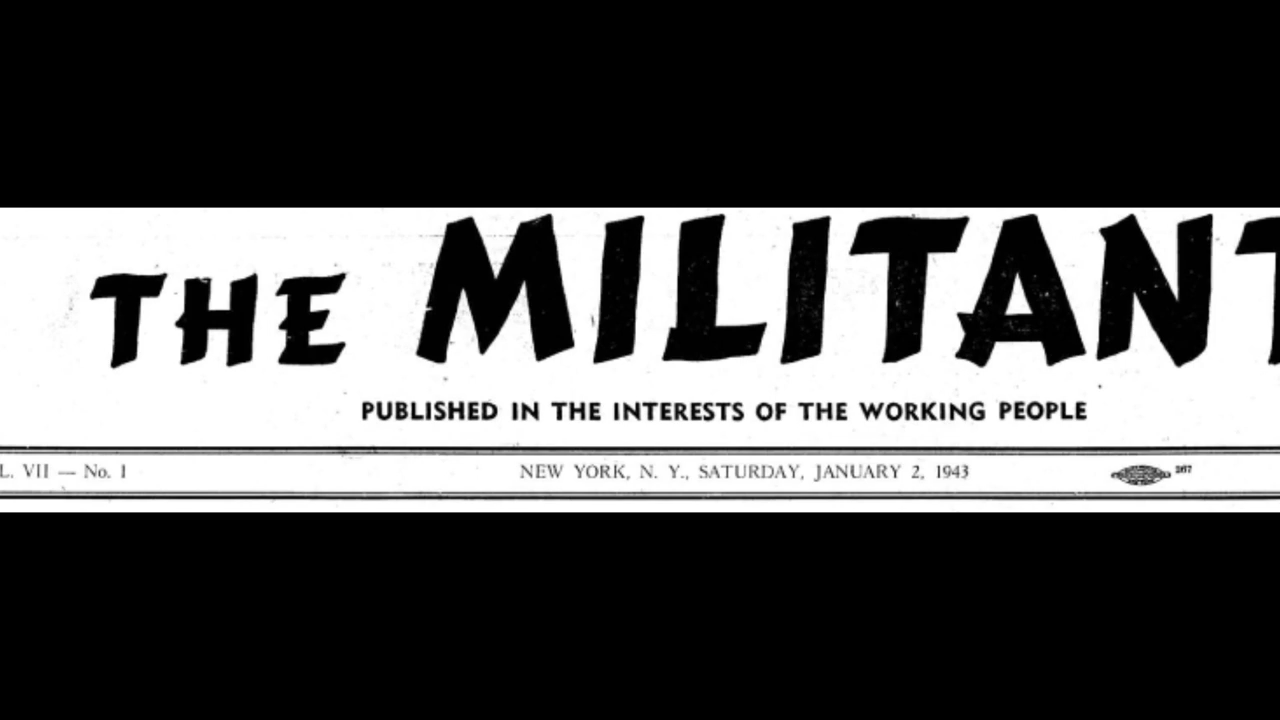 THE MILITANT
PUBLISHED IN THE INTERESTS OF THE WORKING PEOPLE
L. VII — No. 1 NEW YORK, N. Y., SATURDAY, JANUARY 2, 1943 267